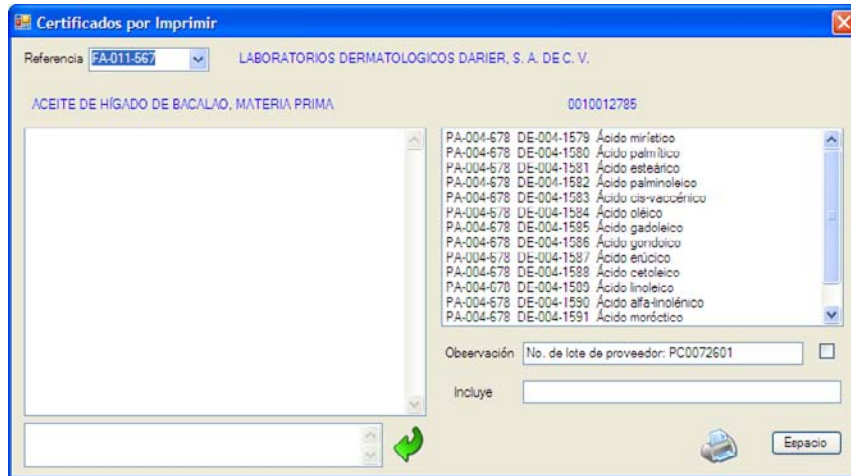 Certificados por Imprimir
Referencia FA-011-567 LABORATORIOS DERMATOLOGICOS DARIER, S. A. DE C. V.
ACEITE DE HÍGADO DE BACALAO, MATERIA PRIMA 0010012785
PA-004-678 DE-004-1579 Ácido mirístico
PA-004-678 DE-004-1580 Ácido palmítico
PA-004-678 DE-004-1581 Ácido esteárico
PA-004-678 DE-004-1582 Ácido palminoleico
PA-004-678 DE-004-1583 Ácido cis-vaccénico
PA-004-678 DE-004-1584 Ácido oléico
PA-004-678 DE-004-1585 Ácido gadoleico
PA-004-678 DE-004-1586 Ácido gondoico
PA-004-678 DE-004-1587 Ácido erúcico
PA-004-678 DE-004-1588 Ácido cetoleico
PA-004-678 DE-004-1589 Ácido linoleico
PA-004-678 DE-004-1590 Ácido alfa-linolénico
PA-004-678 DE-004-1591 Ácido moróctico
Observación No. de lote de proveedor: PC0072601
Incluye
Espacio